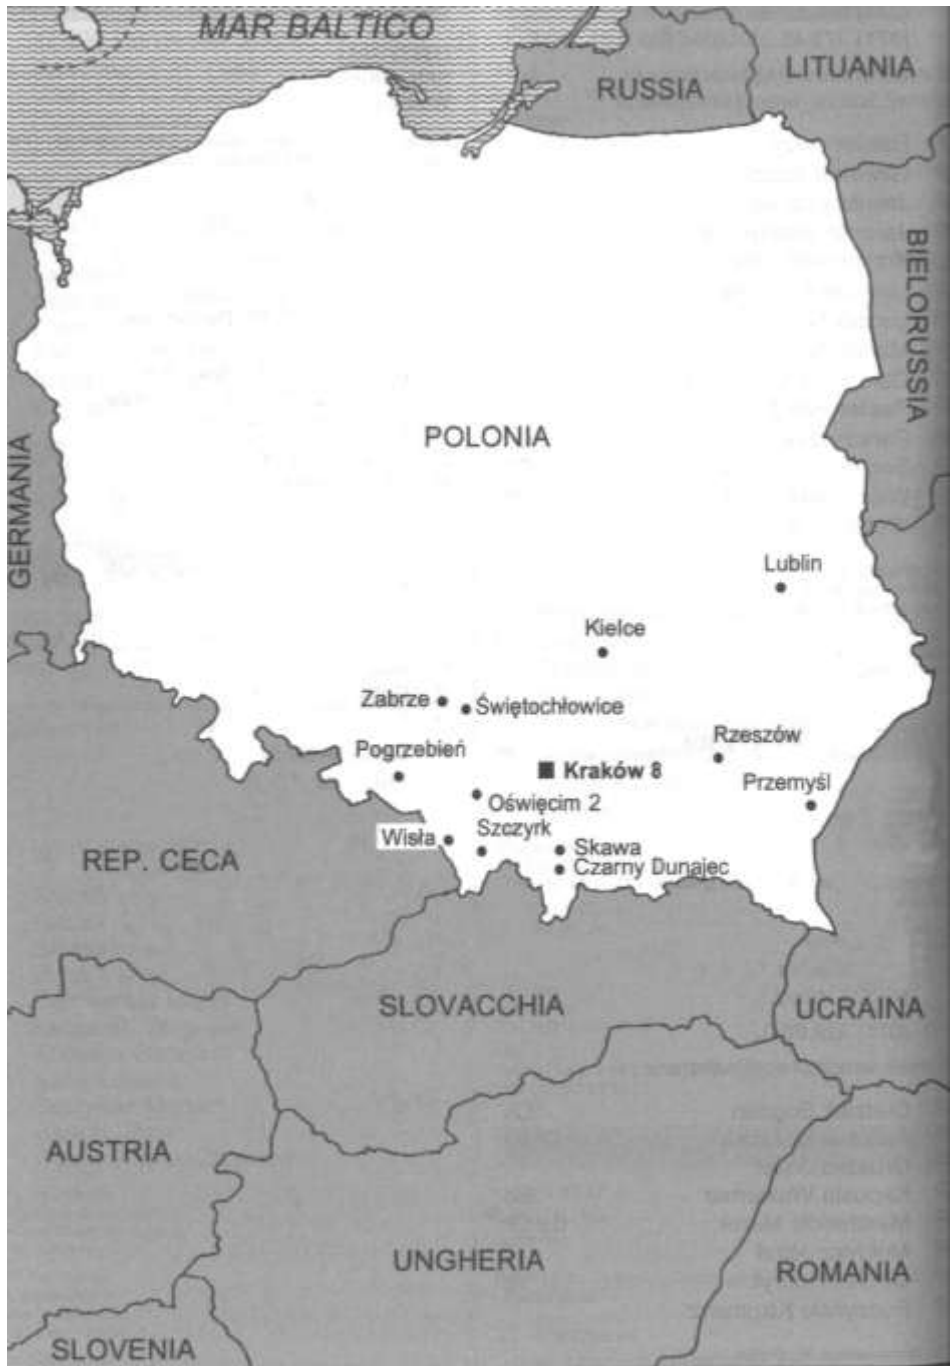 MAR BALTICO
RUSSIA
LITUANIA
BIELORUSSIA
POLONIA
GERMANIA
Lublin
Kielce
Zabrze
Świętochłowice
Rzeszów
Pogrzebień
Kraków 8
Przemyśl
Oświęcim 2
Szczyrk
Wisła
Skawa
Czarny Dunajec
REP. CECA
SLOVACCHIA
UCRAINA
AUSTRIA
UNGHERIA
ROMANIA
SLOVENIA